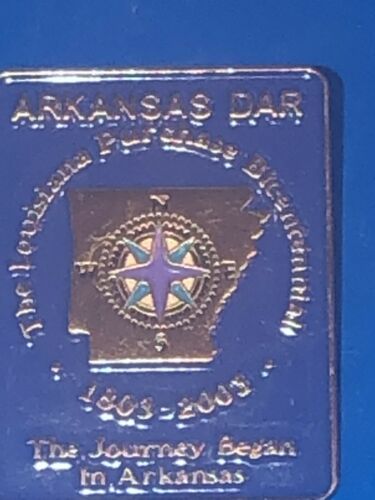 ARKANSAS DAR
The Louisiana Purchase Bicentennial
N
W E
S
1803-2003
The Journey Began
In Arkansas